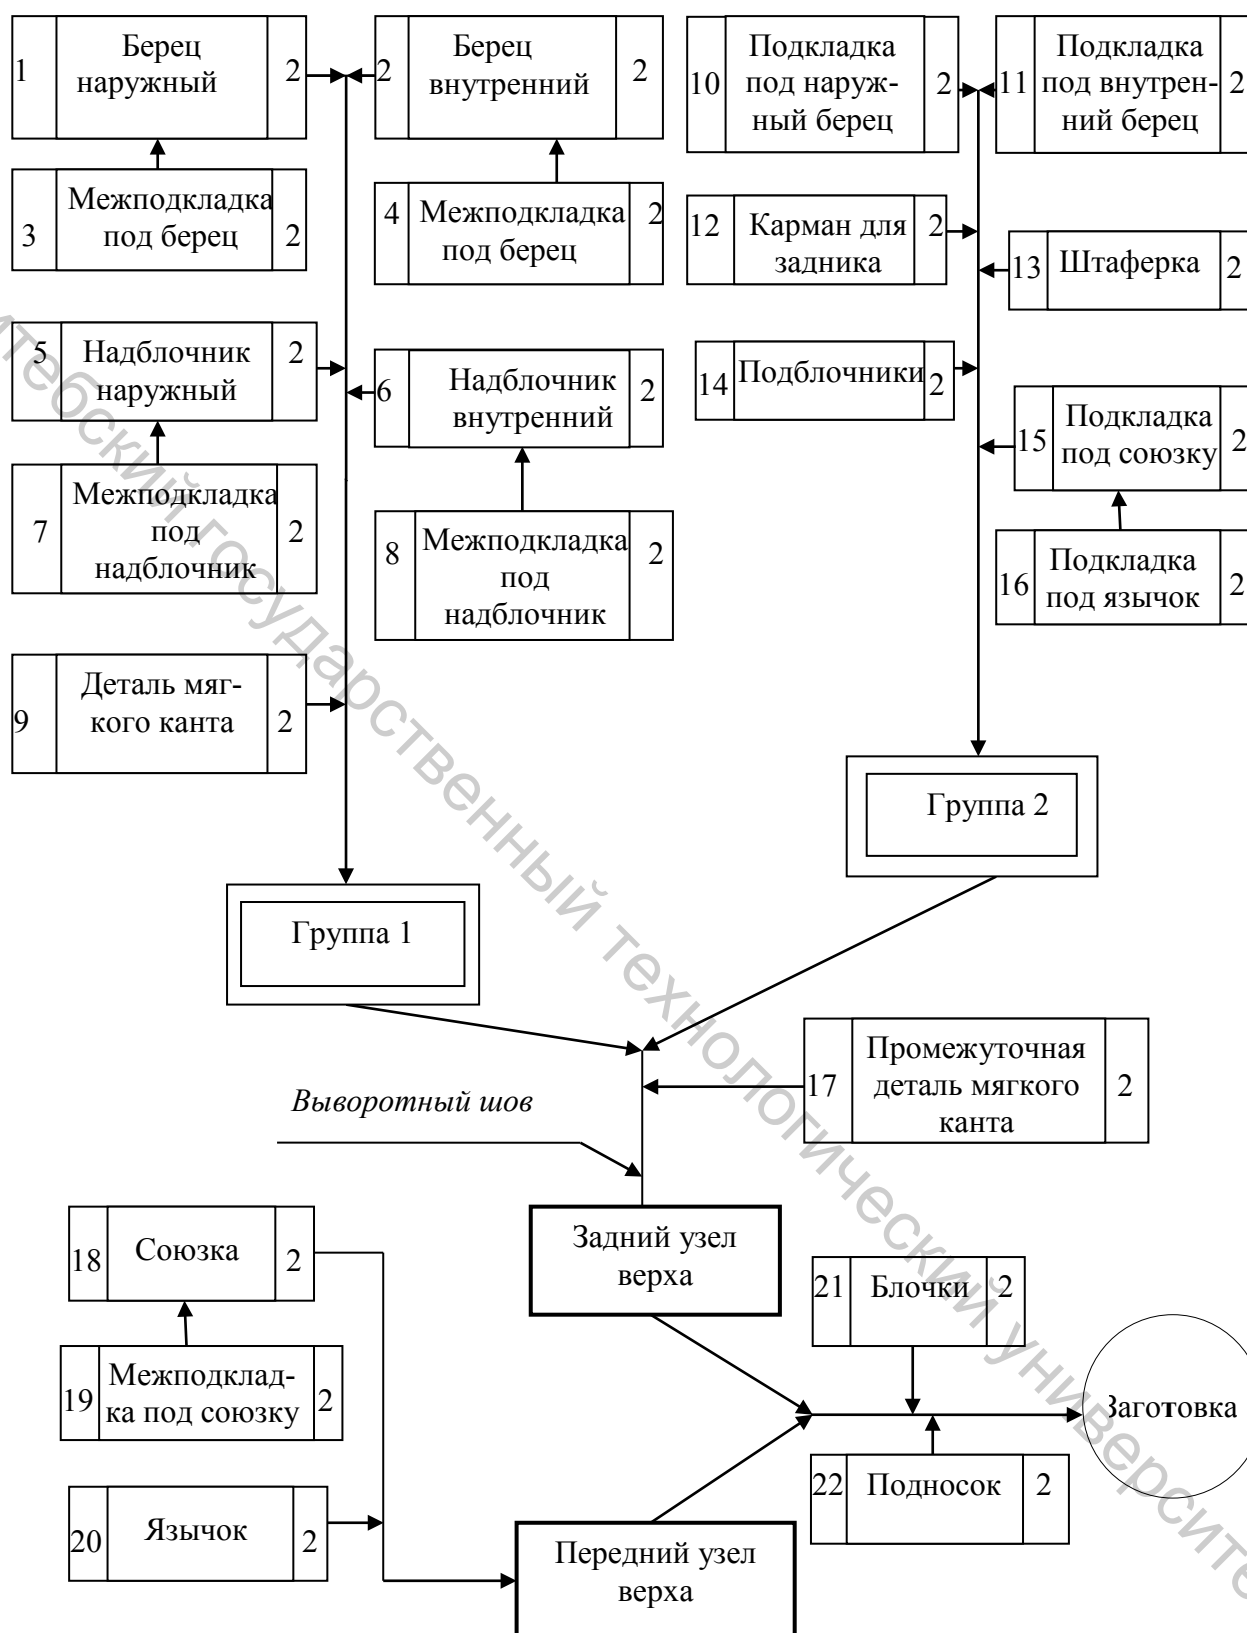 1
Берец
наружный
2
2
Берец
внутренний
2
10
Подкладка
под наруж-
ный берец
2
11
Подкладка
под внутрен-
ний берец
2
3
Межподкладка
под берец
2
4
Межподкладка
под берец
2
12
Карман для
задника
2
13
Штаферка
2
5
Надблочник
наружный
2
6
Надблочник
внутренний
2
14
Подблочники
2
15
Подкладка
под союзку
2
7
Межподкладка
под
надблочник
2
8
Межподкладка
под
надблочник
2
16
Подкладка
под язычок
2
9
Деталь мяг-
кого канта
2
Группа 2
Группа 1
17
Промежуточная
деталь мягкого
канта
2
Выворотный шов
18
Союзка
2
Задний узел
верха
21
Блочки
2
19
Межподклад-
ка под союзку
2
Заготовка
22
Подносок
2
20
Язычок
2
Передний узел
верха
итебский государственный технологический университе